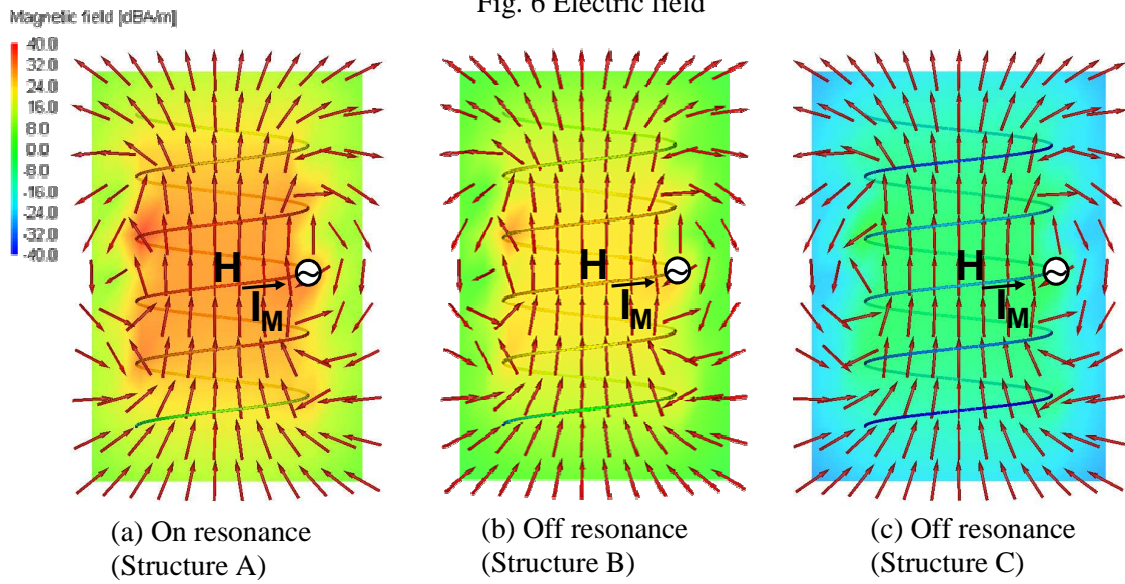 Fig. 6 Electric field
Magnetic field [dBA/m]
40.0
32.0
24.0
16.0
8.0
0.0
-8.0
-16.0
-24.0
-32.0
-40.0
H
I_M
H
I_M
H
I_M
(a) On resonance
(Structure A)
(b) Off resonance
(Structure B)
(c) Off resonance
(Structure C)